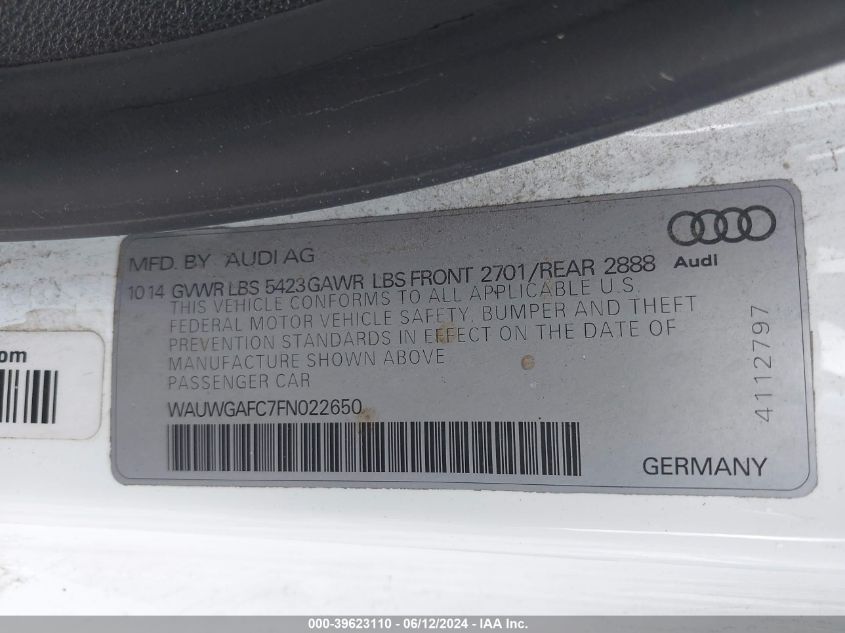 MFD. BY AUDI AG
Audi
10 14 GVWR LBS 5423 GAWR LBS FRONT 2701/REAR 2888
THIS VEHICLE CONFORMS TO ALL APPLICABLE U.S.
FEDERAL MOTOR VEHICLE SAFETY, BUMPER AND THEFT
PREVENTION STANDARDS IN EFFECT ON THE DATE OF
MANUFACTURE SHOWN ABOVE
PASSENGER CAR
WAUWGAFC7FN022650
4112797
GERMANY
om
000-39623110 - 06/12/2024 - IAA Inc.